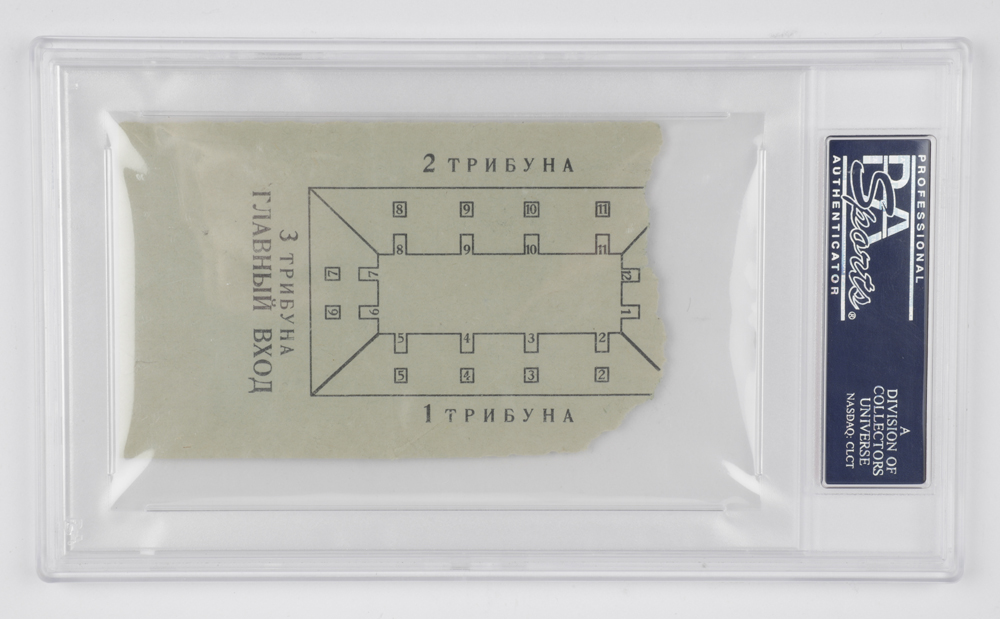 2 ТРИБУНА
8 9 10 11
8 9 10 11
7 7 12
6 6 1
5 4 3 2
5 4 3 2
1 ТРИБУНА
3 ТРИБУНА
ГЛАВНЫЙ ВХОД
PROFESSIONAL
PSA
Sports®
AUTHENTICATOR
A
DIVISION OF
COLLECTORS
UNIVERSE
NASDAQ: CLCT